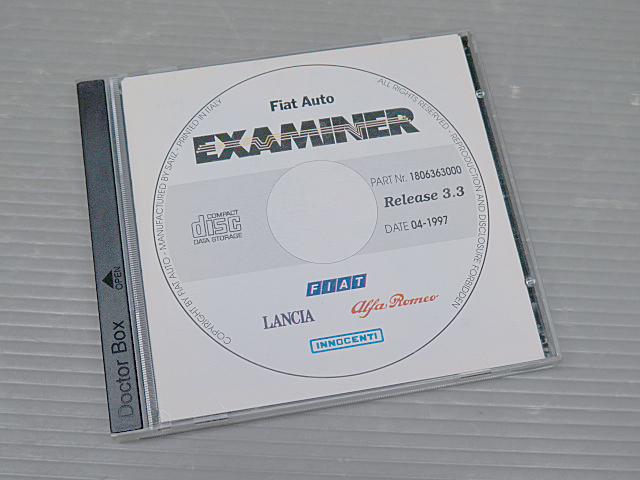 Fiat Auto
EXAMINER
COPYRIGHT BY FIAT AUTO - MANUFACTURED BY SATIZ - PRINTED IN ITALY
ALL RIGHTS RESERVED - REPRODUCTION AND DISCLOSURE FORBIDDEN
PART Nr. 1806363000
Release 3.3
DATE 04-1997
COMPACT
disc
DATA STORAGE
FIAT
LANCIA
Alfa Romeo
INNOCENTI
OPEN
Doctor Box